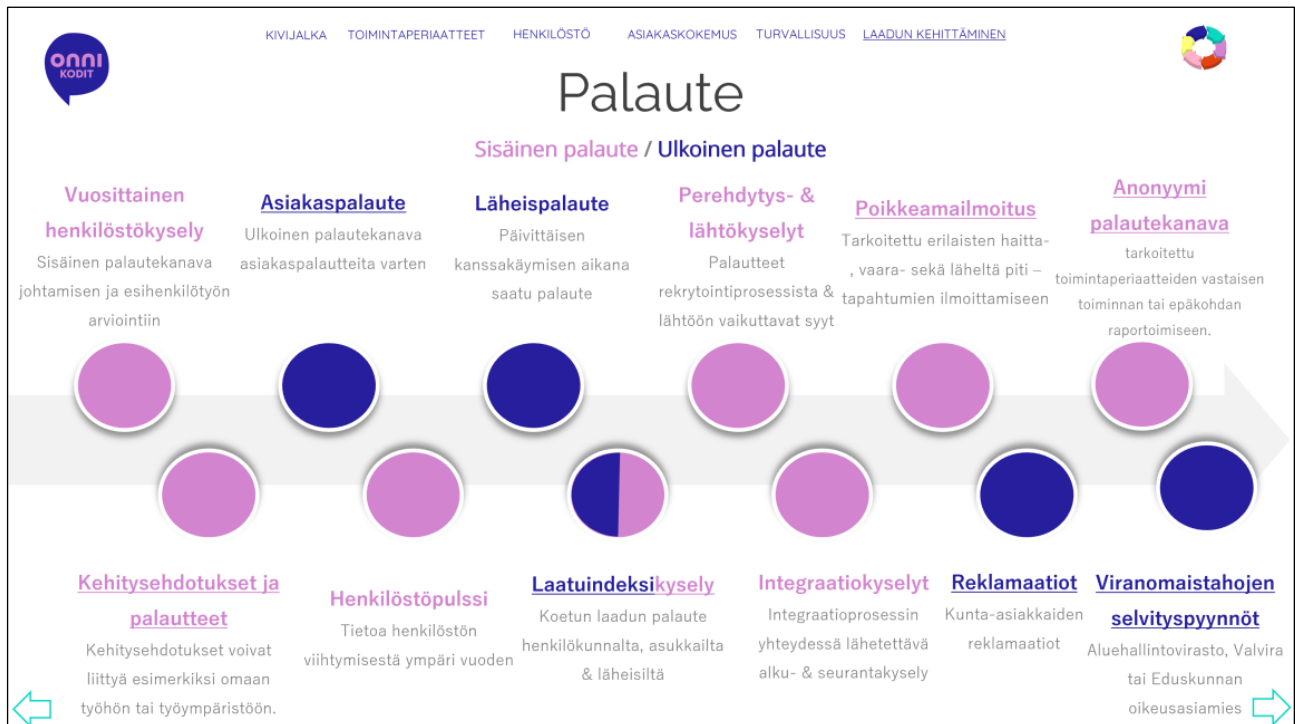 onni
KODIT
KIVIJALKA TOIMINTAPERIAATTEET HENKILÖSTÖ ASIAKASKOKEMUS TURVALLISUUS LAADUN KEHITTÄMINEN
Palaute
Sisäinen palaute / Ulkoinen palaute
Vuosittainen
henkilöstökysely
Sisäinen palautekanava
johtamisen ja esihenkilötyön
arviointiin
Asiakaspalaute
Ulkoinen palautekanava
asiakaspalautteita varten
Läheispalaute
Päivittäisen
kanssakäymisen aikana
saatu palaute
Perehdytys- &
lähtökyselyt
Palautteet
rekrytointiprosessista &
lähtöön vaikuttavat syyt
Poikkeamailmoitus
Tarkoitettu erilaisten haitta-
, vaara- sekä läheltä piti –
tapahtumien ilmoittamiseen
Anonyymi
palautekanava
tarkoitettu
toimintaperiaatteiden vastaisen
toiminnan tai epäkohdan
raportoimiseen.
Kehitysehdotukset ja
palautteet
Kehitysehdotukset voivat
liittyä esimerkiksi omaan
työhön tai työympäristöön.
Henkilöstöpulssi
Tietoa henkilöstön
viihtymisestä ympäri vuoden
Laatuindeksikysely
Koetun laadun palaute
henkilökunnalta, asukkailta
& läheisiltä
Integraatiokyselyt
Integraatioprosessin
yhteydessä lähetettävä
alku- & seurantakysely
Reklamaatiot
Kunta-asiakkaiden
reklamaatiot
Viranomaistahojen
selvityspyynnöt
Aluehallintovirasto, Valvira
tai Eduskunnan
oikeusasiamies